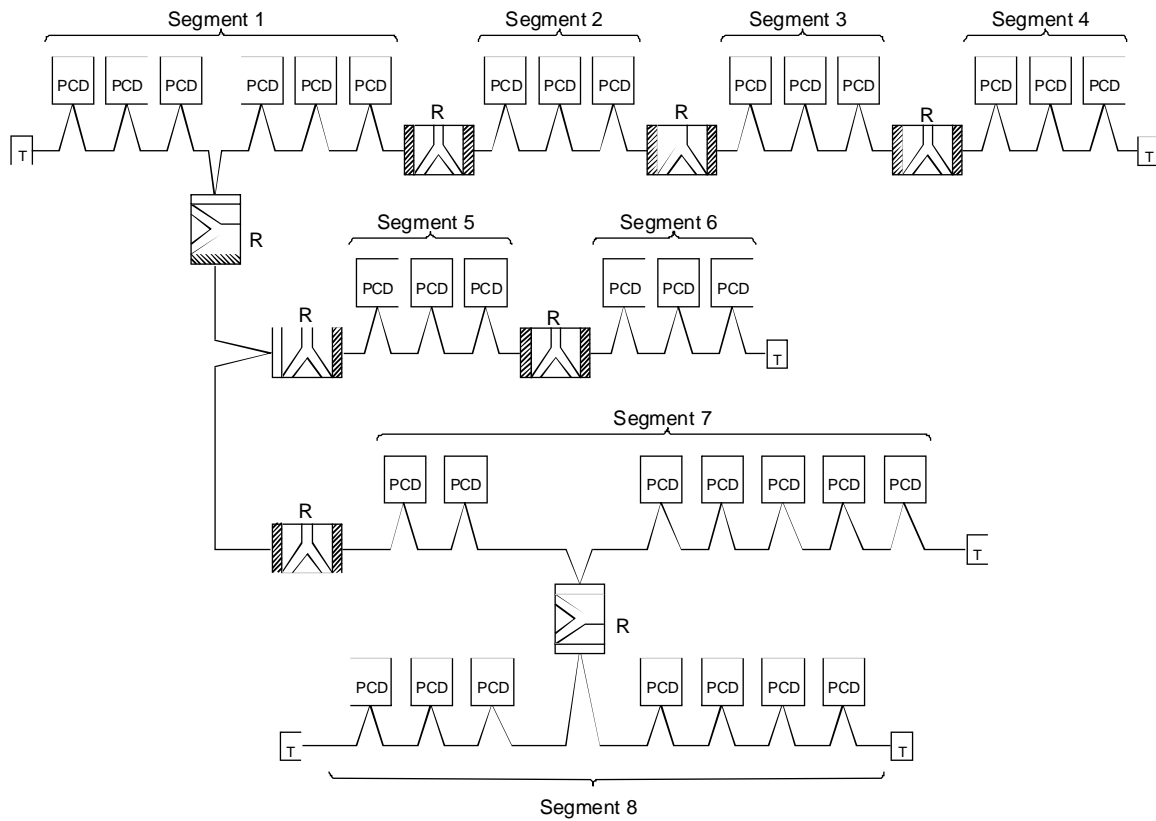 Segment 1 Segment 2 Segment 3 Segment 4
PCD PCD PCD PCD PCD PCD PCD PCD PCD PCD PCD PCD PCD PCD PCD
R R R
T T
R
Segment 5 Segment 6
PCD PCD PCD PCD PCD PCD
R R
T
Segment 7
PCD PCD PCD PCD PCD PCD PCD
R
T
R
PCD PCD PCD PCD PCD PCD PCD
T T
Segment 8